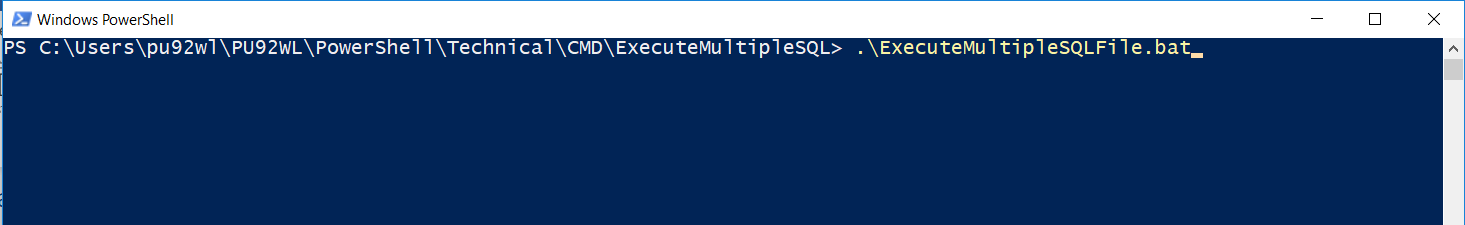 Windows PowerShell
PS C:\Users\pu92wl\PU92WL\PowerShell\Technical\CMD\ExecuteMultipleSQL> .\ExecuteMultipleSQLFile.bat